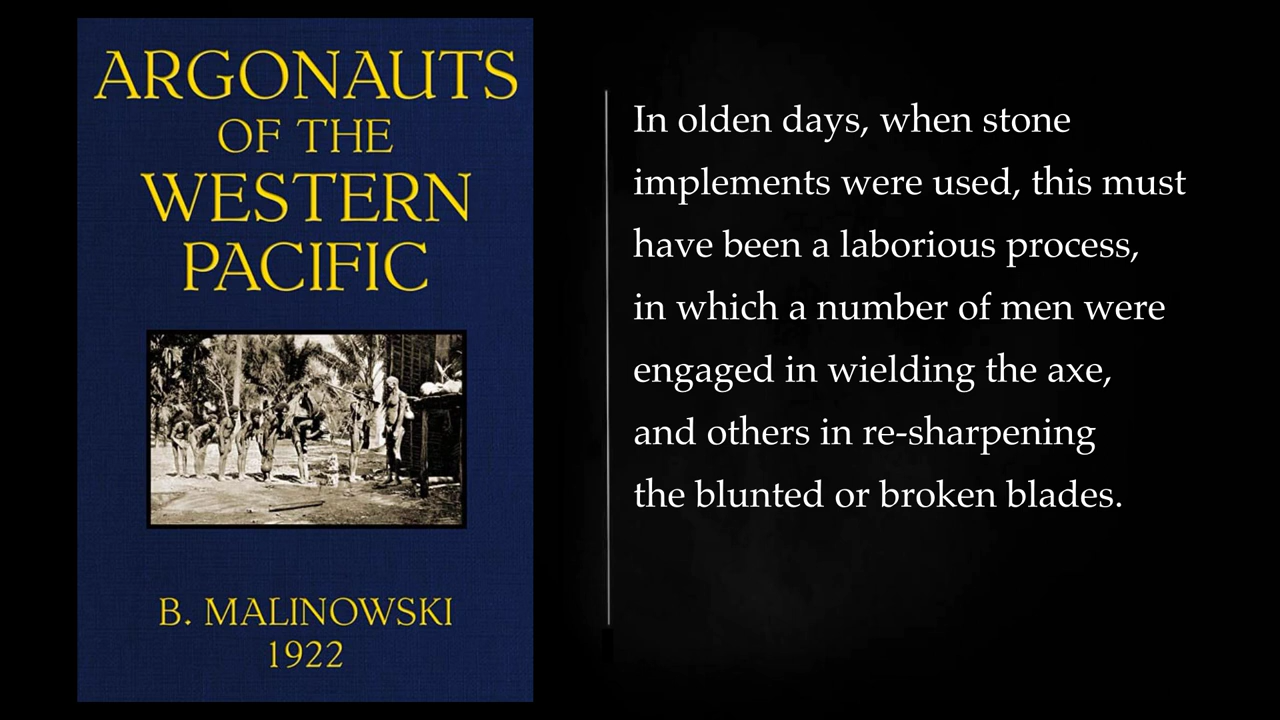 ARGONAUTS
OF THE
WESTERN
PACIFIC
B. MALINOWSKI
1922
In olden days, when stone
implements were used, this must
have been a laborious process,
in which a number of men were
engaged in wielding the axe,
and others in re-sharpening
the blunted or broken blades.